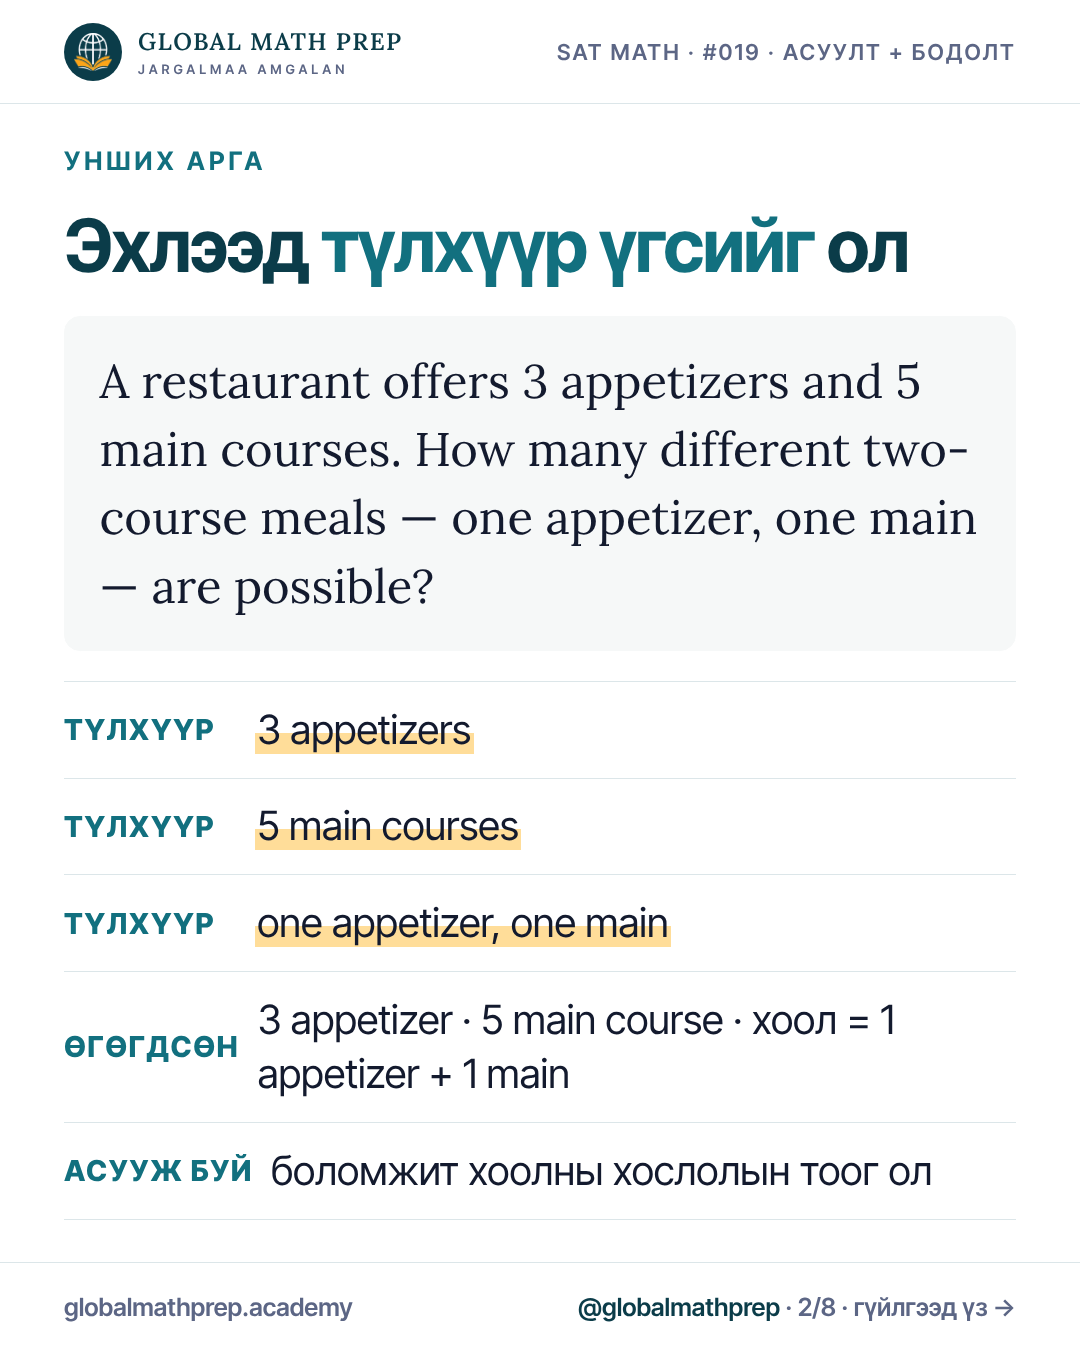 GLOBAL MATH PREP
JARGALMAA AMGALAN
SAT MATH · #019 · АСУУЛТ + БОДОЛТ
УНШИХ АРГА
Эхлээд түлхүүр үгсийг ол
A restaurant offers 3 appetizers and 5
main courses. How many different two-
course meals — one appetizer, one main
— are possible?
ТҮЛХҮҮР 3 appetizers
ТҮЛХҮҮР 5 main courses
ТҮЛХҮҮР one appetizer, one main
ӨГӨГДСӨН 3 appetizer · 5 main course · хоол = 1
appetizer + 1 main
АСУУЖ БУЙ боломжит хоолны хослолын тоог ол
globalmathprep.academy
@globalmathprep · 2/8 · гүйлгээд үз →